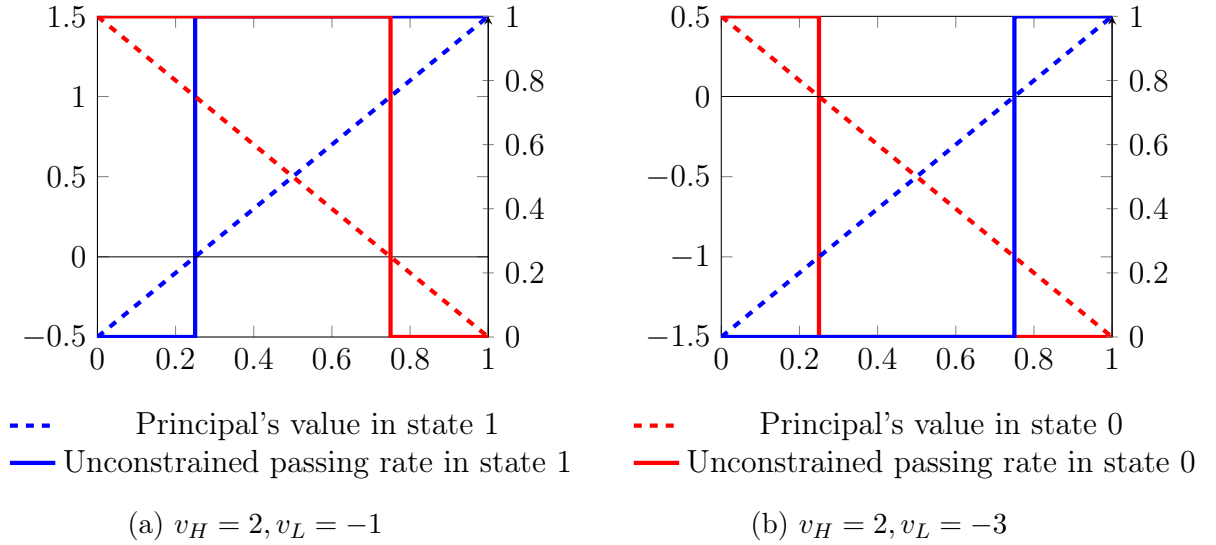 1.5
1
0.5
0
−0.5
0 0.2 0.4 0.6 0.8 1
1
0.8
0.6
0.4
0.2
0
0.5
0
−0.5
−1
−1.5
0 0.2 0.4 0.6 0.8 1
1
0.8
0.6
0.4
0.2
0
Principal's value in state 1
Unconstrained passing rate in state 1
Principal's value in state 0
Unconstrained passing rate in state 0
(a) $v_H = 2, v_L = -1$
(b) $v_H = 2, v_L = -3$